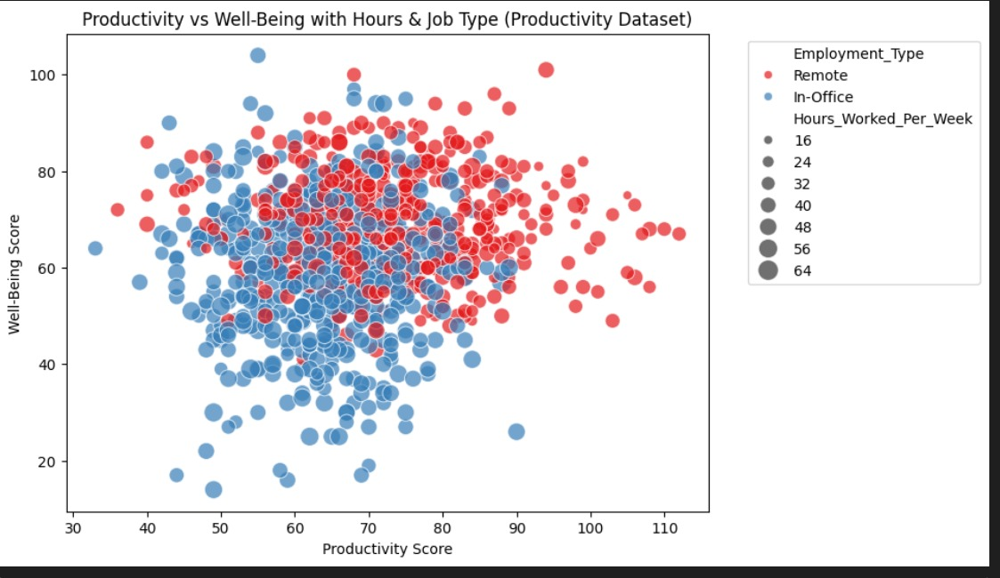 Productivity vs Well-Being with Hours & Job Type (Productivity Dataset)
Well-Being Score
100
80
60
40
20
30 40 50 60 70 80 90 100 110
Productivity Score
Employment_Type
Remote
In-Office
Hours_Worked_Per_Week
16
24
32
40
48
56
64